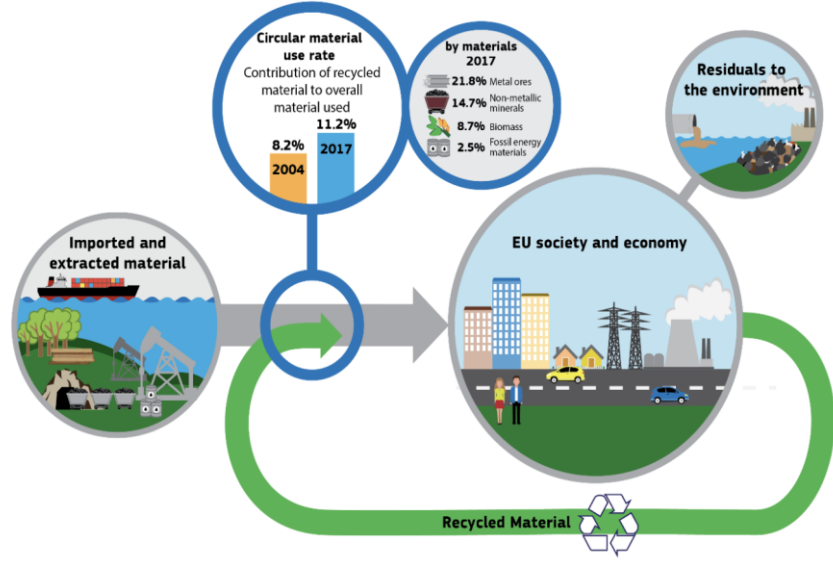 Circular material
use rate
Contribution of recycled
material to overall
material used
11.2%
8.2%
2017
2004
by materials
2017
21.8% Metal ores
14.7% Non-metallic
minerals
8.7% Biomass
2.5% Fossil energy
materials
Residuals to
the environment
Imported and
extracted material
EU society and economy
Recycled Material